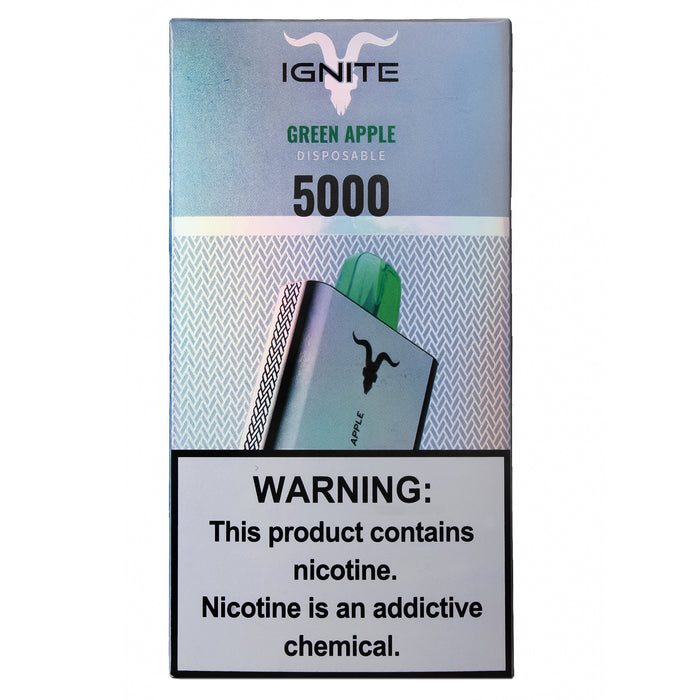 IGNITE
GREEN APPLE
DISPOSABLE
5000
APPLE
WARNING:
This product contains
nicotine.
Nicotine is an addictive
chemical.